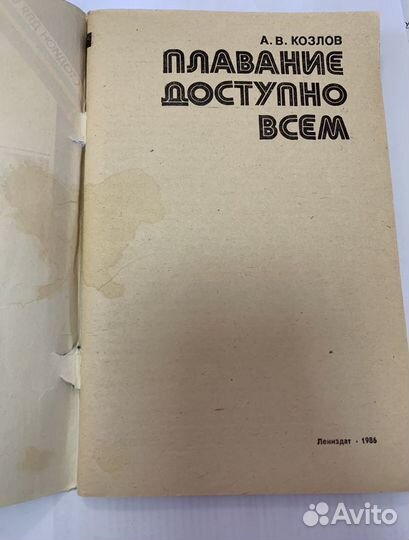 А. В. КОЗЛОВ
ПЛАВАНИЕ
ДОСТУПНО
ВСЕМ
Лениздат · 1986
Avito